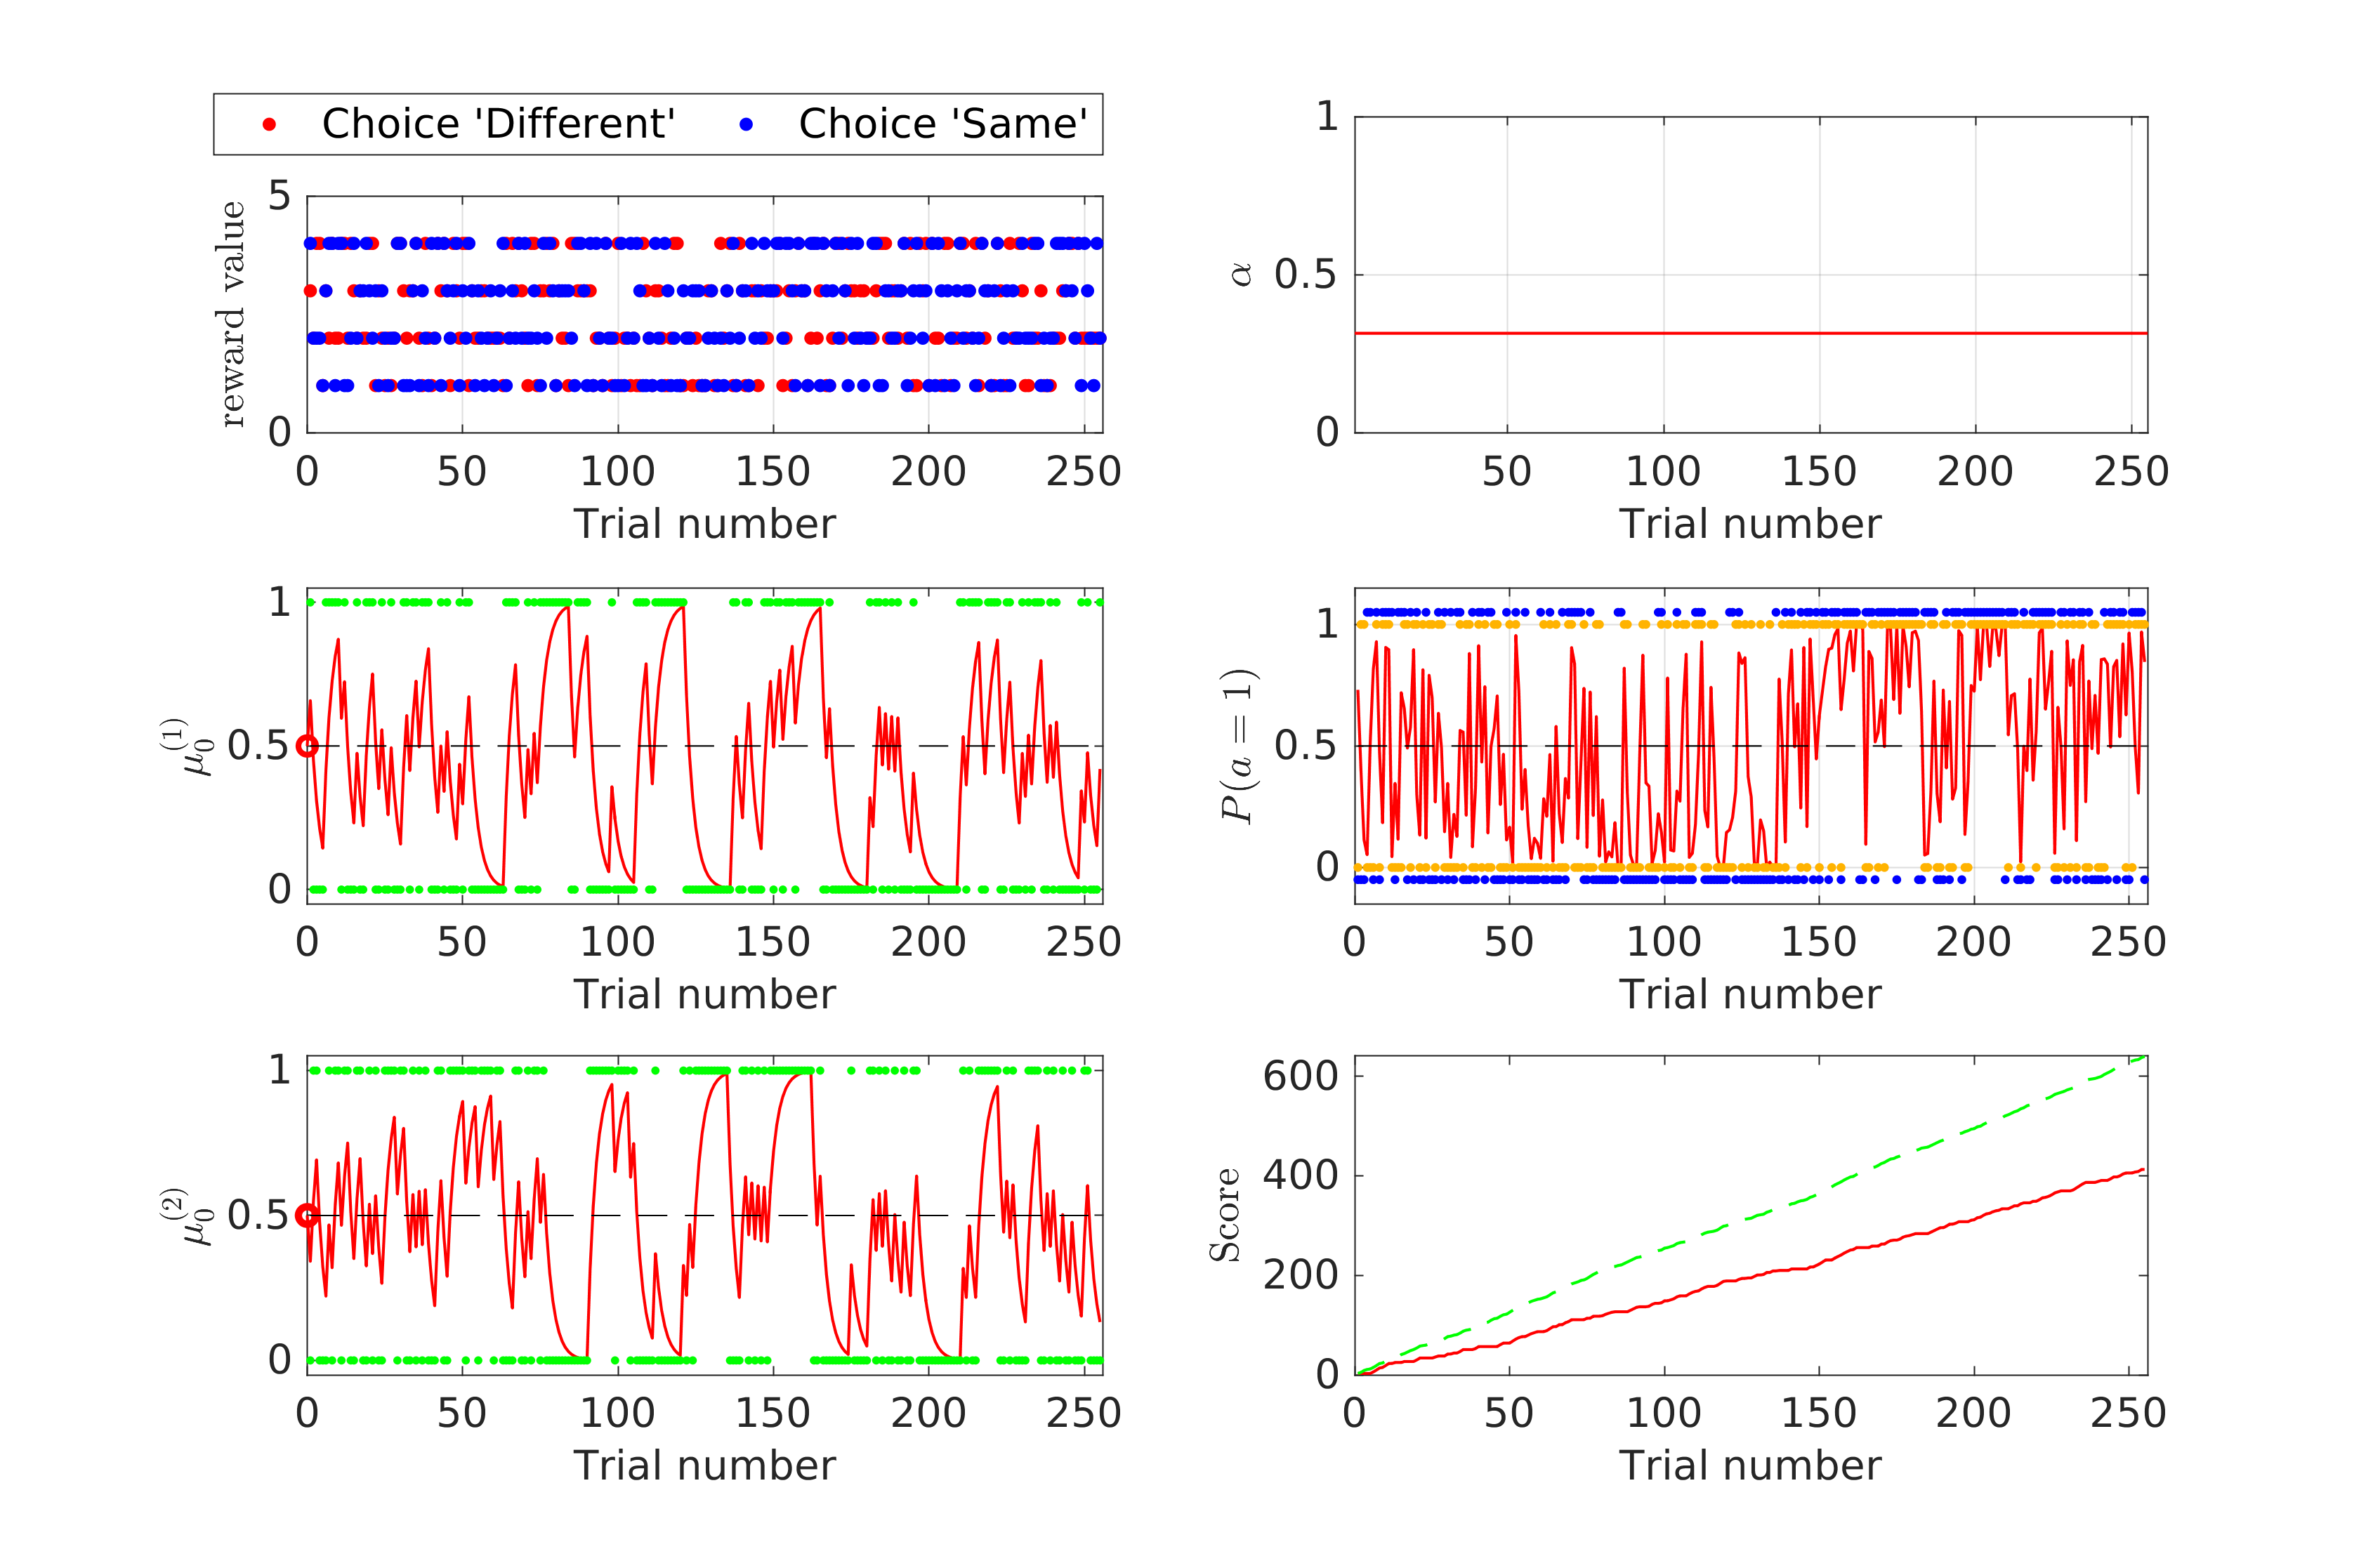 Choice 'Different' Choice 'Same'
reward value
5
0
0 50 100 150 200 250
Trial number
α
1
0.5
0
50 100 150 200 250
Trial number
μ₀⁽¹⁾
1
0.5
0
0 50 100 150 200 250
Trial number
P(a = 1)
1
0.5
0
0 50 100 150 200 250
Trial number
μ₀⁽²⁾
1
0.5
0
0 50 100 150 200 250
Trial number
Score
600
400
200
0
0 50 100 150 200 250
Trial number